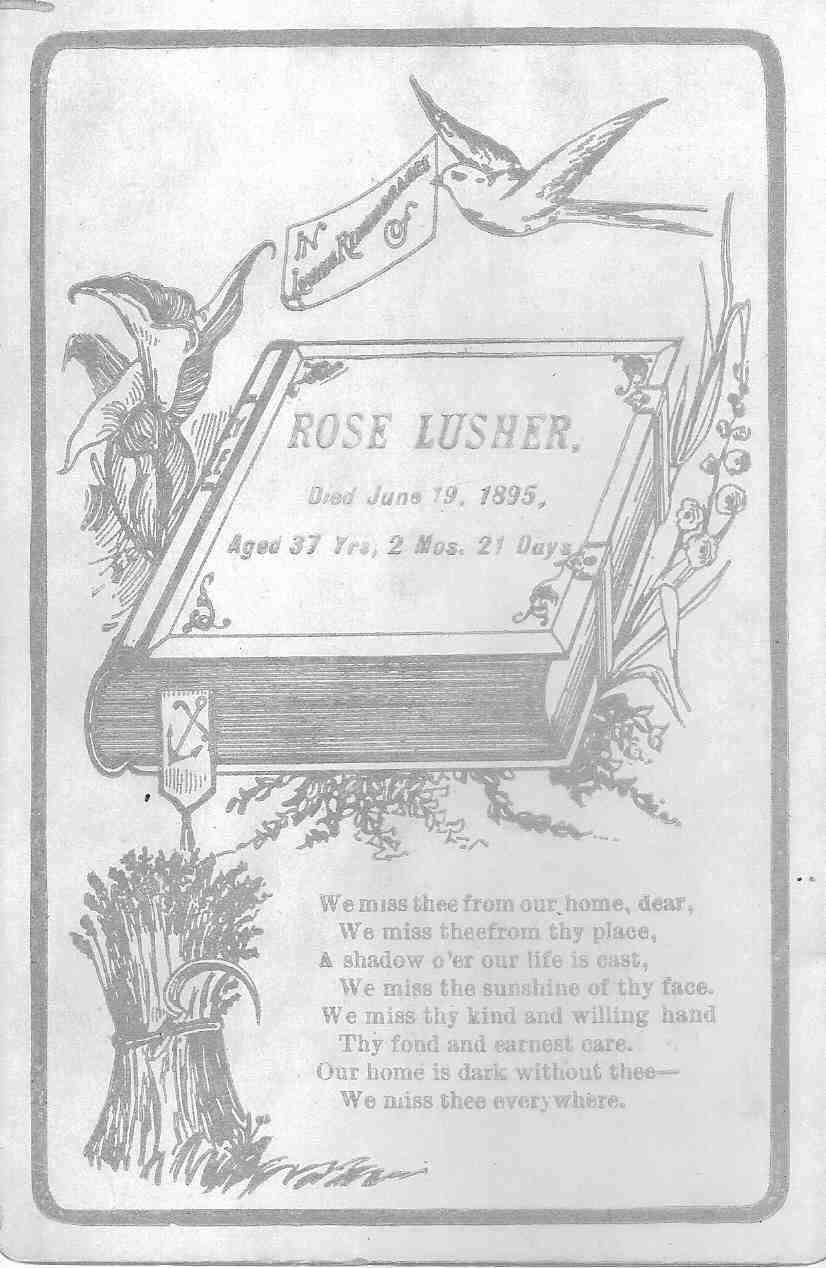 IN
LOVING REMEMBRANCE
OF
ROSE LUSHER,
Died June 19, 1895,
Aged 37 Yrs, 2 Mos. 21 Days
We miss thee from our home, dear,
We miss theefrom thy place,
A shadow o'er our life is cast,
We miss the sunshine of thy face.
We miss thy kind and willing hand
Thy fond and earnest care.
Our home is dark without thee—
We miss thee everywhere.